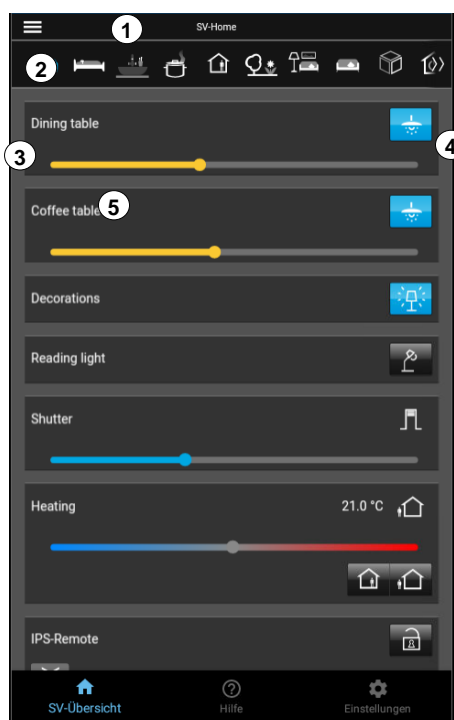 1
SV-Home
2
Dining table
3
4
Coffee table
5
Decorations
Reading light
Shutter
Heating
21.0 °C
IPS-Remote
SV-Übersicht
Hilfe
Einstellungen